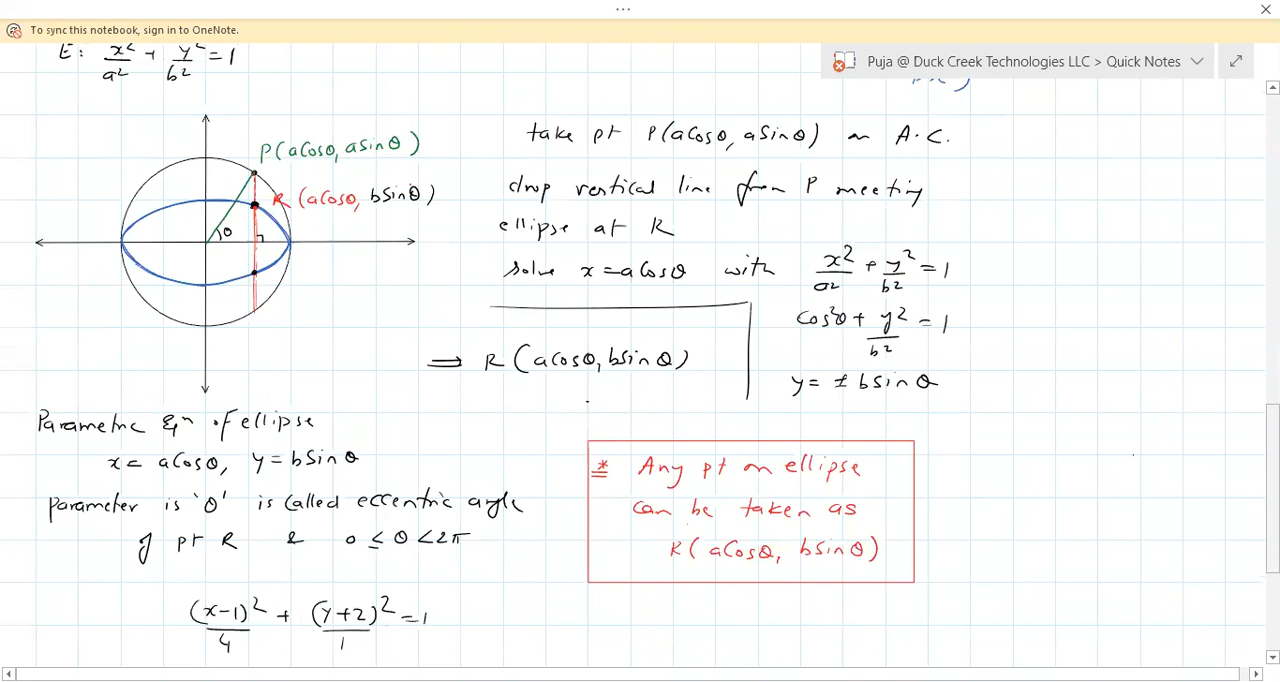 To sync this notebook, sign in to OneNote.
Puja @ Duck Creek Technologies LLC > Quick Notes
E: x²/a² + y²/b² = 1
P(aCosθ, aSinθ)
R (aCosθ, bSinθ)
θ
take pt P(aCosθ, aSinθ) on A.C.
drop vertical line from P meeting
ellipse at R
solve x = aCosθ with x²/a² + y²/b² = 1
Cos²θ + y²/b² = 1
y = ± bSinθ
⇒ R (aCosθ, bSinθ)
Parametric Eqⁿ of ellipse
x = aCosθ, y = bSinθ
parameter is 'θ' is called eccentric angle
of pt R & 0 ≤ θ < 2π
* Any pt on ellipse
can be taken as
R( aCosθ, bSinθ)
(x-1)²/4 + (y+2)²/1 = 1